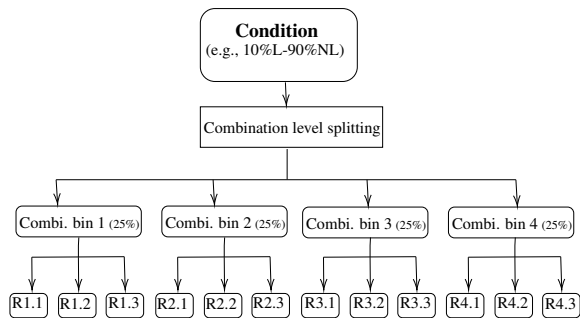 Condition
(e.g., 10%L-90%NL)
Combination level splitting
Combi. bin 1 (25%) Combi. bin 2 (25%) Combi. bin 3 (25%) Combi. bin 4 (25%)
R1.1 R1.2 R1.3 R2.1 R2.2 R2.3 R3.1 R3.2 R3.3 R4.1 R4.2 R4.3